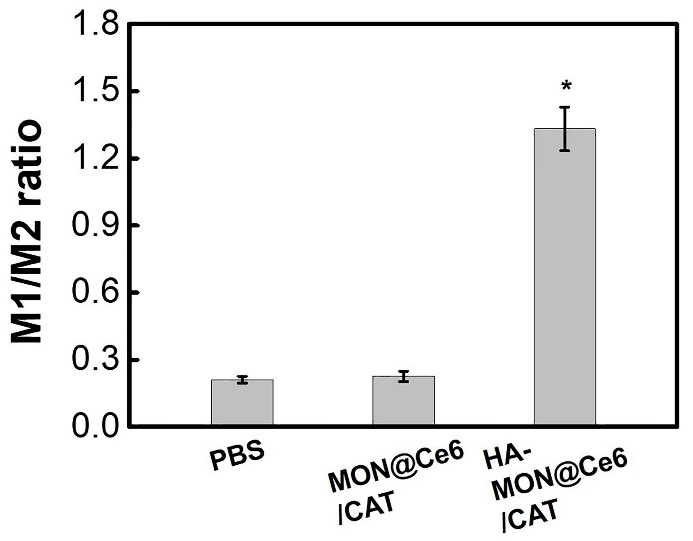 M1/M2 ratio
1.8
1.5
1.2
0.9
0.6
0.3
0.0
*
PBS
MON@Ce6
/CAT
HA-
MON@Ce6
/CAT